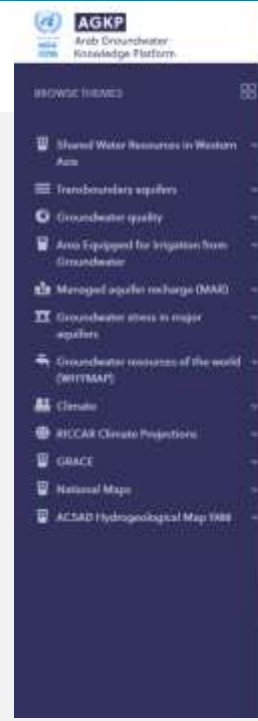 AGKP
Arab Groundwater
Knowledge Platform
BROWSE THEMES
Shared Water Resources in Western
Asia
Transboundary aquifers
Groundwater quality
Area Equipped for Irrigation from
Groundwater
Managed aquifer recharge (MAR)
Groundwater stress in major
aquifers
Groundwater resources of the world
(WHYMAP)
Climate
RICCAR Climate Projections
GRACE
National Maps
ACSAD Hydrogeological Map 1988